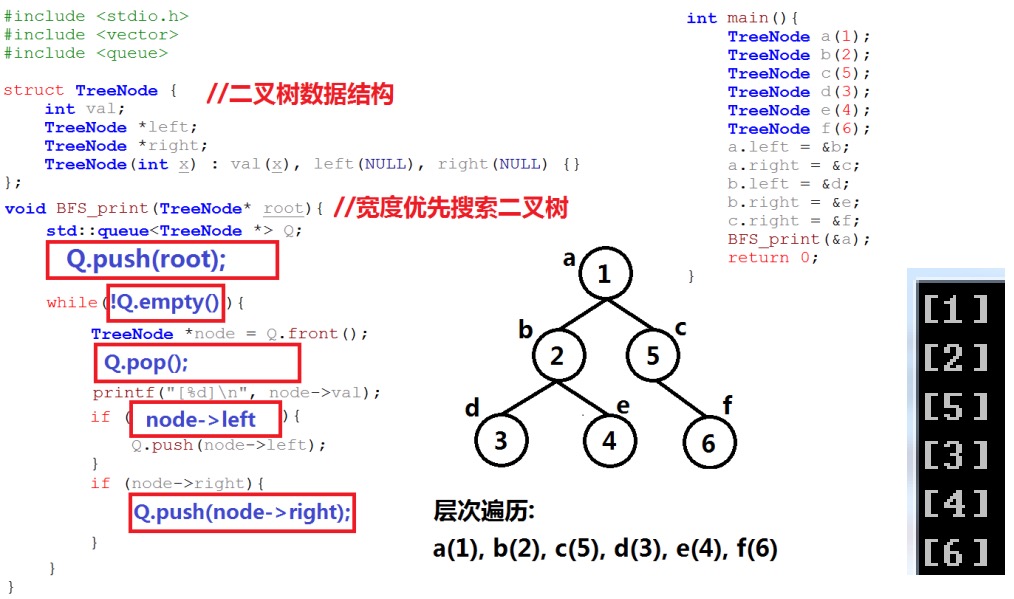 #include <stdio.h>
#include <vector>
#include <queue>
struct TreeNode { //二叉树数据结构
int val;
TreeNode *left;
TreeNode *right;
TreeNode(int x) : val(x), left(NULL), right(NULL) {}
};
void BFS_print(TreeNode* root){ //宽度优先搜索二叉树
std::queue<TreeNode *> Q;
Q.push(root);
while(!Q.empty()){
TreeNode *node = Q.front();
Q.pop();
printf("[%d]\n", node->val);
if (node->left){
Q.push(node->left);
}
if (node->right){
Q.push(node->right);
}
}
}
int main(){
TreeNode a(1);
TreeNode b(2);
TreeNode c(5);
TreeNode d(3);
TreeNode e(4);
TreeNode f(6);
a.left = &b;
a.right = &c;
b.left = &d;
b.right = &e;
c.right = &f;
BFS_print(&a);
return 0;
}
a 1
b 2 5 c
d 3 4 e 6 f
层次遍历:
a(1), b(2), c(5), d(3), e(4), f(6)
[1]
[2]
[5]
[3]
[4]
[6]